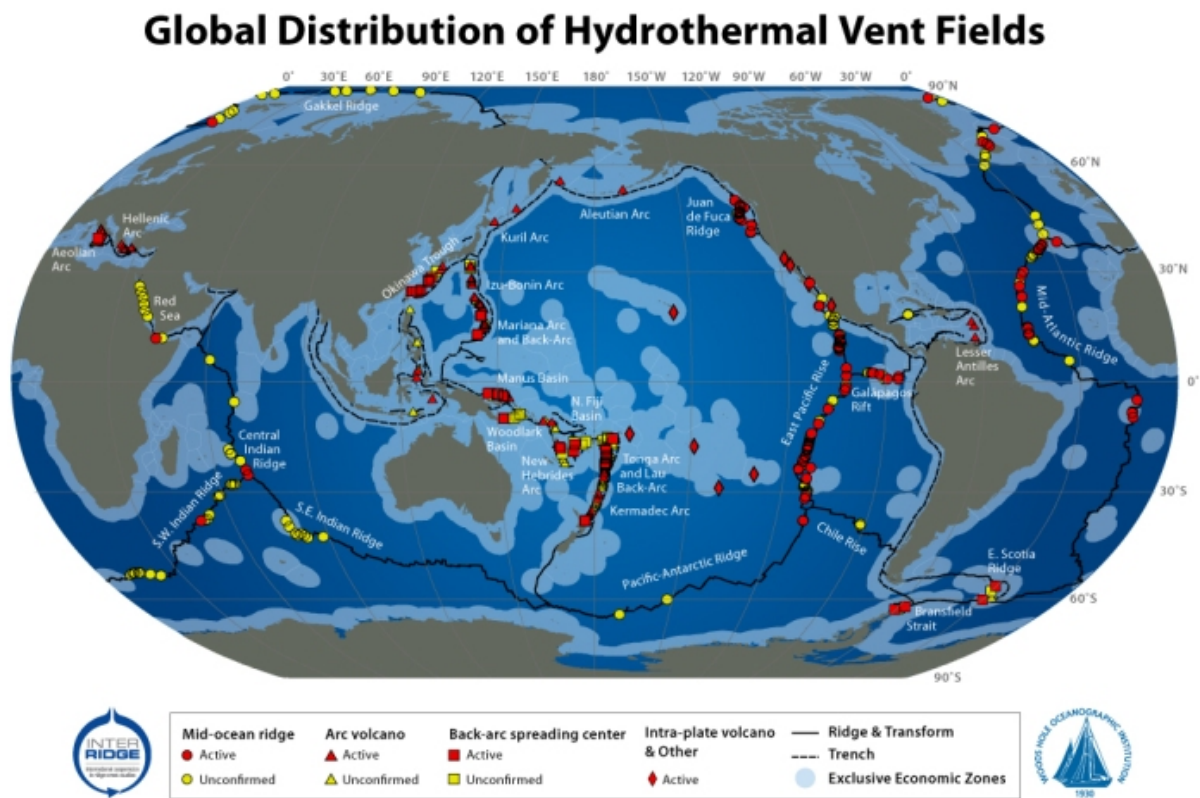 Global Distribution of Hydrothermal Vent Fields
0° 30°E 60°E 90°E 120°E 150°E 180°E 150°W 120°W 90°W 60°W 30°W 0°
90°N
Gakkel Ridge
60°N
Aleutian Arc
Juan
de Fuca
Ridge
Hellenic
Arc
Aeolian
Arc
Kuril Arc
Okinawa Trough
30°N
Izu-Bonin Arc
Red
Sea
Mid-Atlantic Ridge
Mariana Arc
and Back-Arc
Lesser
Antilles
Arc
Manus Basin
0°
Galápagos
Rift
East Pacific Rise
N. Fiji
Basin
Woodlark
Basin
Central
Indian
Ridge
New
Hebrides
Arc
Tonga Arc
and Lau
Back-Arc
30°S
S.W. Indian Ridge
S.E. Indian Ridge
Kermadec Arc
Chile Rise
Pacific-Antarctic Ridge
E. Scotia
Ridge
60°S
Bransfield
Strait
90°S
INTER
RIDGE
Mid-ocean ridge
Active
Unconfirmed
Arc volcano
Active
Unconfirmed
Back-arc spreading center
Active
Unconfirmed
Intra-plate volcano
& Other
Active
Ridge & Transform
Trench
Exclusive Economic Zones
WOODS HOLE OCEANOGRAPHIC INSTITUTION
1930